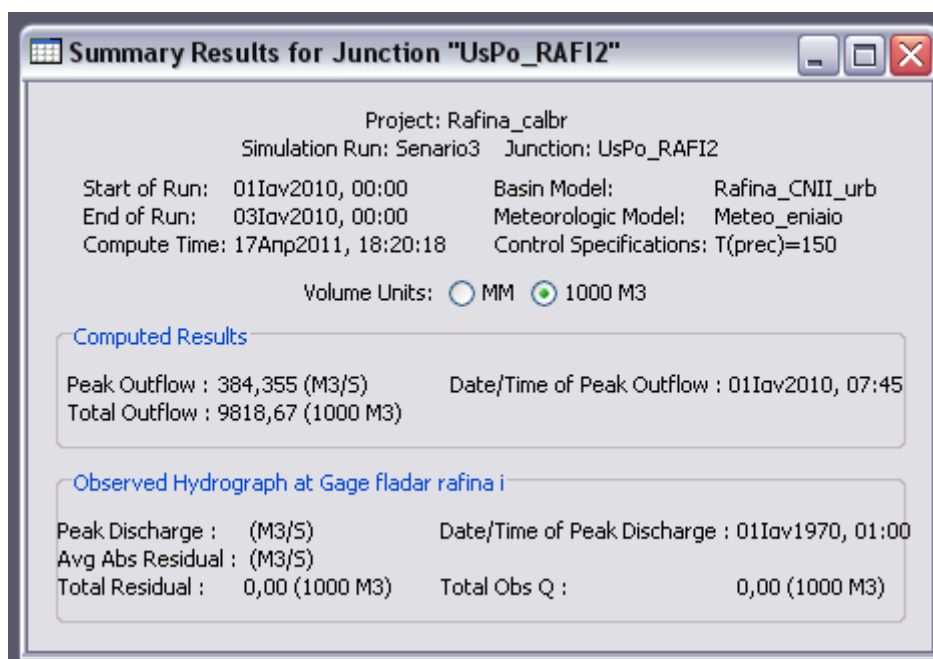 Summary Results for Junction "UsPo_RAFI2"
Project: Rafina_calbr
Simulation Run: Senario3 Junction: UsPo_RAFI2
Start of Run: 01Ιαν2010, 00:00 Basin Model: Rafina_CNII_urb
End of Run: 03Ιαν2010, 00:00 Meteorologic Model: Meteo_eniaio
Compute Time: 17Απρ2011, 18:20:18 Control Specifications: T(prec)=150
Volume Units: MM 1000 M3
Computed Results
Peak Outflow : 384,355 (M3/S) Date/Time of Peak Outflow : 01Ιαν2010, 07:45
Total Outflow : 9818,67 (1000 M3)
Observed Hydrograph at Gage fladar rafina i
Peak Discharge : (M3/S) Date/Time of Peak Discharge : 01Ιαν1970, 01:00
Avg Abs Residual : (M3/S)
Total Residual : 0,00 (1000 M3) Total Obs Q : 0,00 (1000 M3)